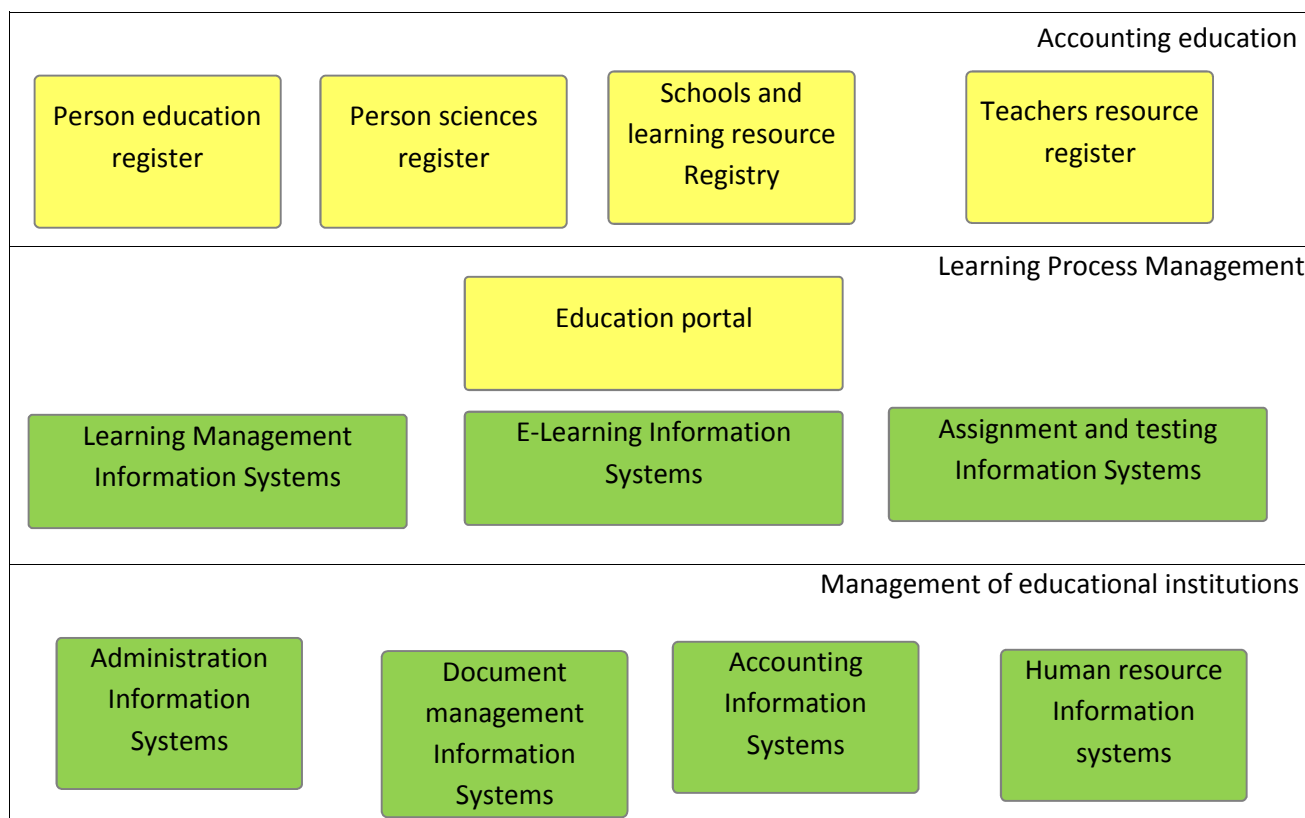 Accounting education
Person education
register
Person sciences
register
Schools and
learning resource
Registry
Teachers resource
register
Learning Process Management
Education portal
Learning Management
Information Systems
E-Learning Information
Systems
Assignment and testing
Information Systems
Management of educational institutions
Administration
Information
Systems
Document
management
Information
Systems
Accounting
Information
Systems
Human resource
Information
systems